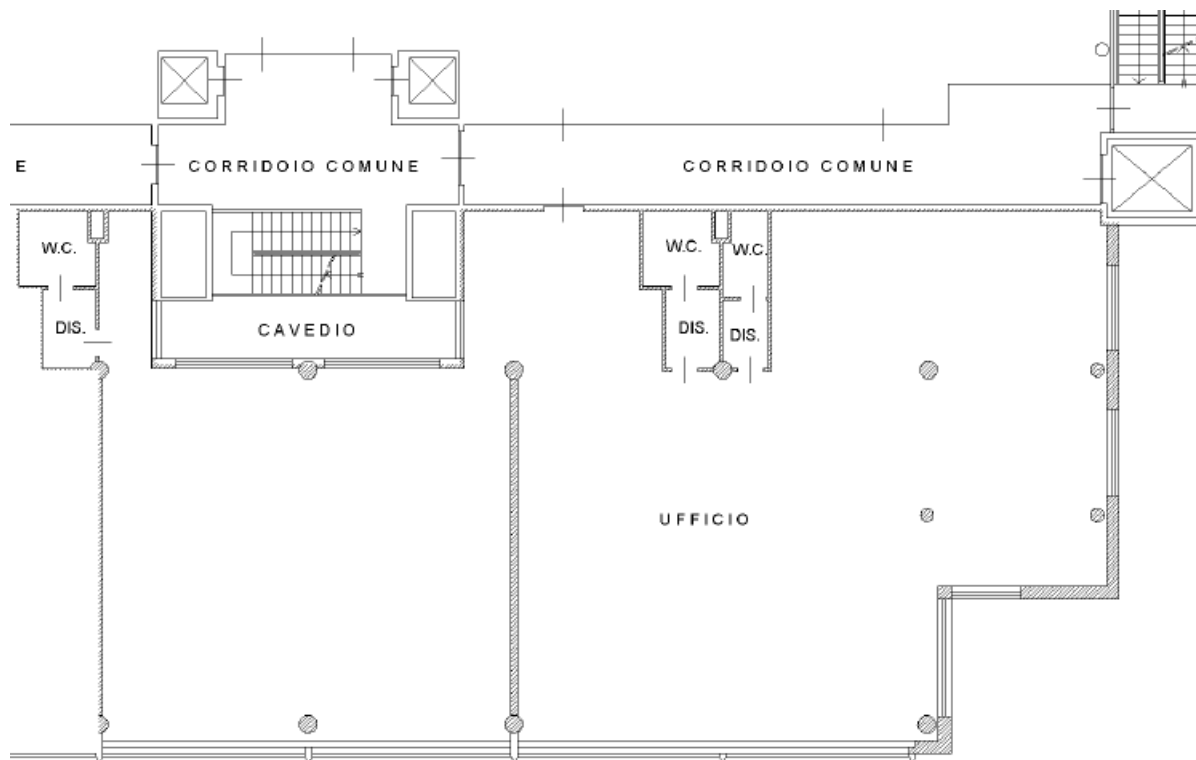 E
CORRIDOIO COMUNE
CORRIDOIO COMUNE
W.C.
W.C.
W.C.
DIS.
CAVEDIO
DIS.
DIS.
UFFICIO